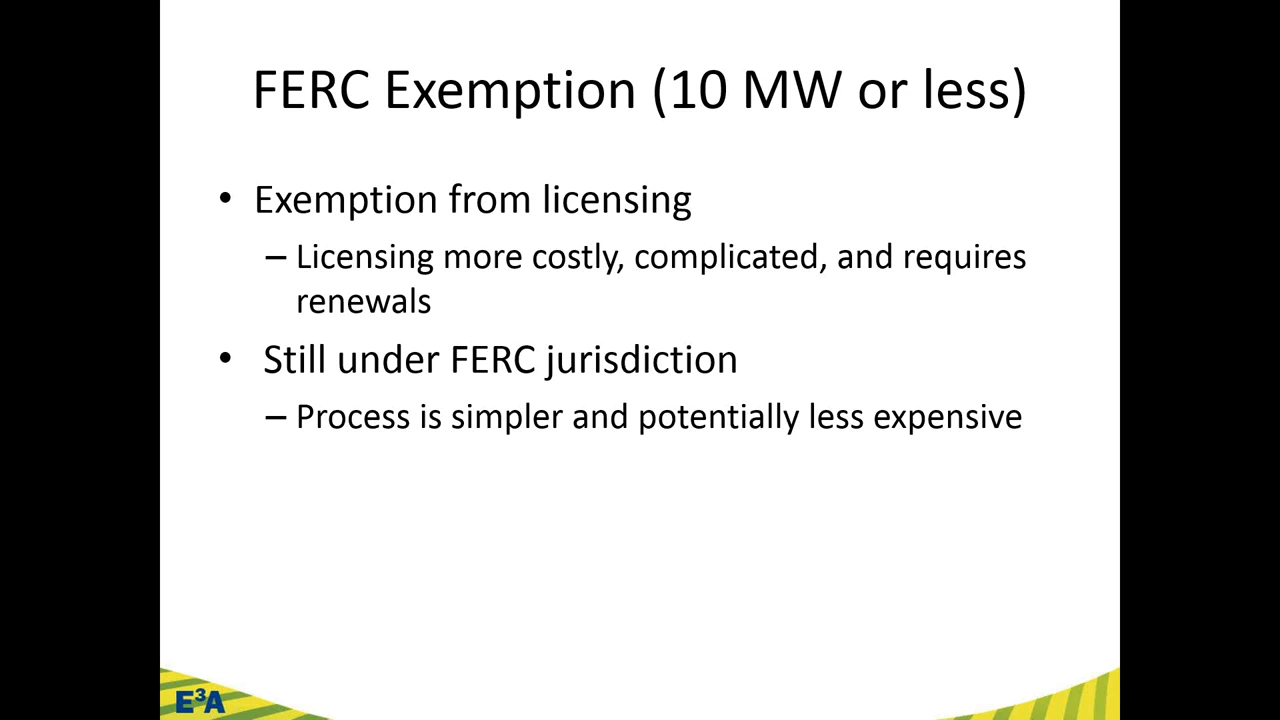 FERC Exemption (10 MW or less)
• Exemption from licensing
– Licensing more costly, complicated, and requires
renewals
• Still under FERC jurisdiction
– Process is simpler and potentially less expensive
E³A